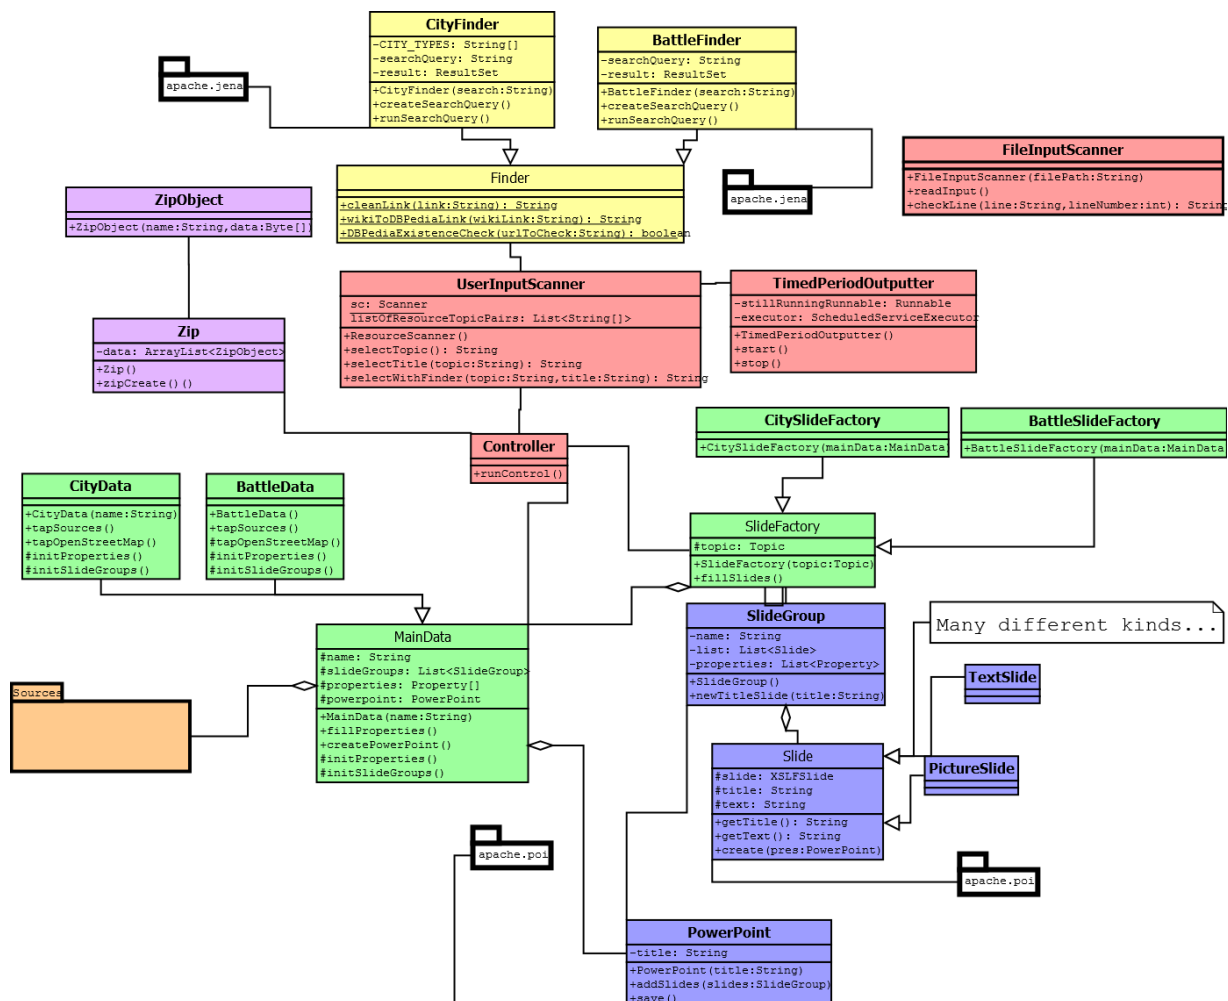 CityFinder
-CITY_TYPES: String[]
-searchQuery: String
-result: ResultSet
+CityFinder(search:String)
+createSearchQuery()
+runSearchQuery()
BattleFinder
-searchQuery: String
-result: ResultSet
+BattleFinder(search:String)
+createSearchQuery()
+runSearchQuery()
apache.jena
FileInputScanner
+FileInputScanner(filePath:String)
+readInput()
+checkLine(line:String,lineNumber:int): String
Finder
+cleanLink(link:String): String
+wikiToDBPediaLink(wikiLink:String): String
+DBPediaExistenceCheck(urlToCheck:String): boolean
apache.jena
ZipObject
+ZipObject(name:String,data:Byte[])
UserInputScanner
sc: Scanner
listOfResourceTopicPairs: List<String[]>
+ResourceScanner()
+selectTopic(): String
+selectTitle(topic:String): String
+selectWithFinder(topic:String,title:String): String
TimedPeriodOutputter
-stillRunningRunnable: Runnable
-executor: ScheduledServiceExecutor
+TimedPeriodOutputter()
+start()
+stop()
Zip
-data: ArrayList<ZipObject>
+Zip()
+zipCreate()()
CitySlideFactory
+CitySlideFactory(mainData:MainData)
BattleSlideFactory
+BattleSlideFactory(mainData:MainData
Controller
+runControl()
CityData
+CityData(name:String)
+tapSources()
+tapOpenStreetMap()
#initProperties()
#initSlideGroups()
BattleData
+BattleData()
+tapSources()
#tapOpenStreetMap()
#initProperties()
#initSlideGroups()
SlideFactory
#topic: Topic
+SlideFactory(topic:Topic)
+fillSlides()
SlideGroup
-name: String
-list: List<Slide>
-properties: List<Property>
+SlideGroup()
+newTitleSlide(title:String)
Many different kinds...
MainData
#name: String
#slideGroups: List<SlideGroup>
#properties: Property[]
#powerpoint: PowerPoint
+MainData(name:String)
+fillProperties()
+createPowerPoint()
#initProperties()
#initSlideGroups()
Sources
TextSlide
Slide
#slide: XSLFSlide
#title: String
#text: String
+getTitle(): String
+getText(): String
+create(pres:PowerPoint)
PictureSlide
apache.poi
apache.poi
PowerPoint
-title: String
+PowerPoint(title:String)
+addSlides(slides:SlideGroup)
+save()